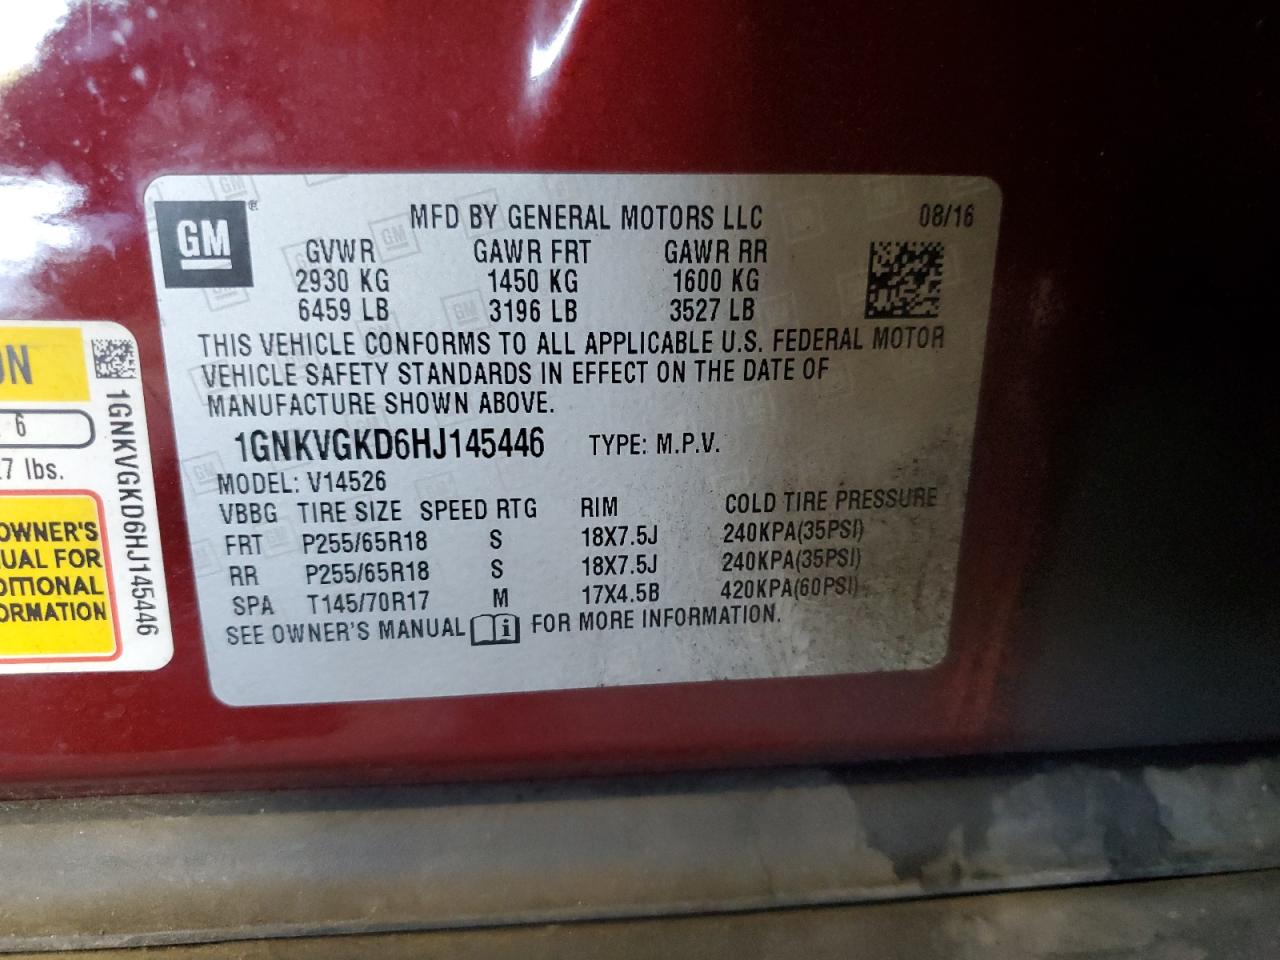 GM ®
MFD BY GENERAL MOTORS LLC 08/16
GVWR GAWR FRT GAWR RR
2930 KG 1450 KG 1600 KG
6459 LB 3196 LB 3527 LB
THIS VEHICLE CONFORMS TO ALL APPLICABLE U.S. FEDERAL MOTOR
VEHICLE SAFETY STANDARDS IN EFFECT ON THE DATE OF
MANUFACTURE SHOWN ABOVE.
1GNKVGKD6HJ145446 TYPE: M.P.V.
MODEL: V14526
VBBG TIRE SIZE SPEED RTG RIM COLD TIRE PRESSURE
FRT P255/65R18 S 18X7.5J 240KPA(35PSI)
RR P255/65R18 S 18X7.5J 240KPA(35PSI)
SPA T145/70R17 M 17X4.5B 420KPA(60PSI)
SEE OWNER'S MANUAL i FOR MORE INFORMATION.
ON
6
7 lbs.
OWNER'S
UAL FOR
DITIONAL
ORMATION
1GNKVGKD6HJ145446